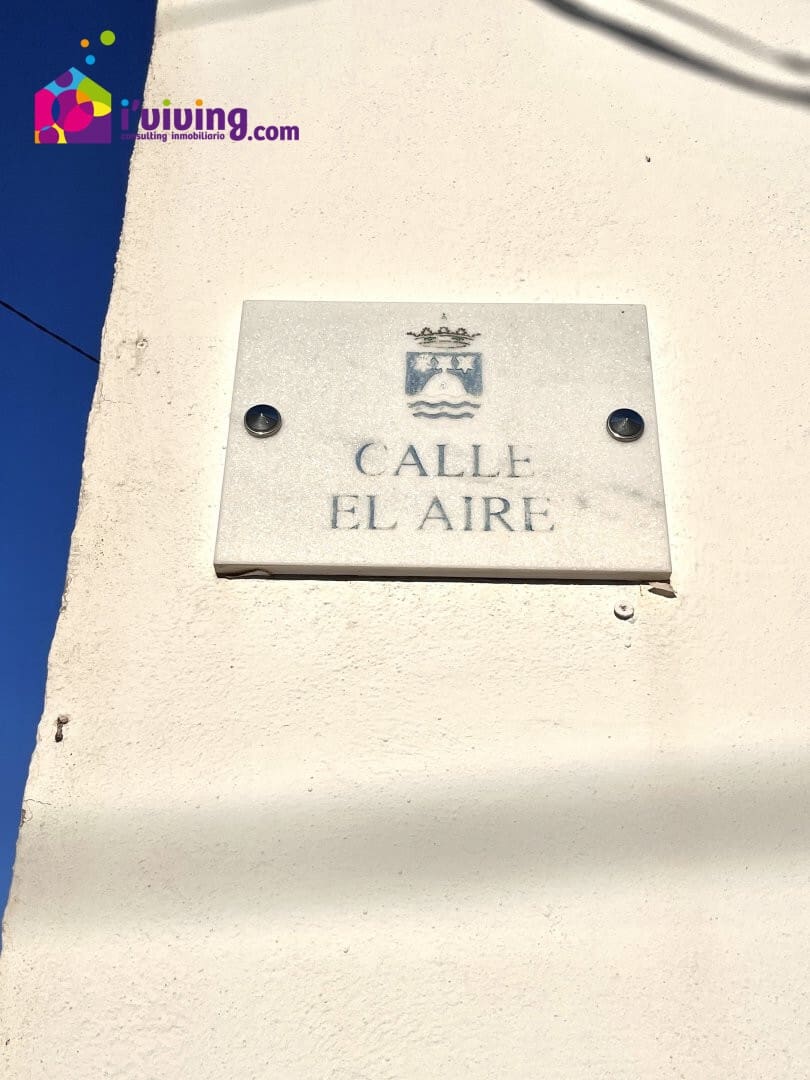 i'viving.com
consulting inmobiliario
CALLE
EL AIRE